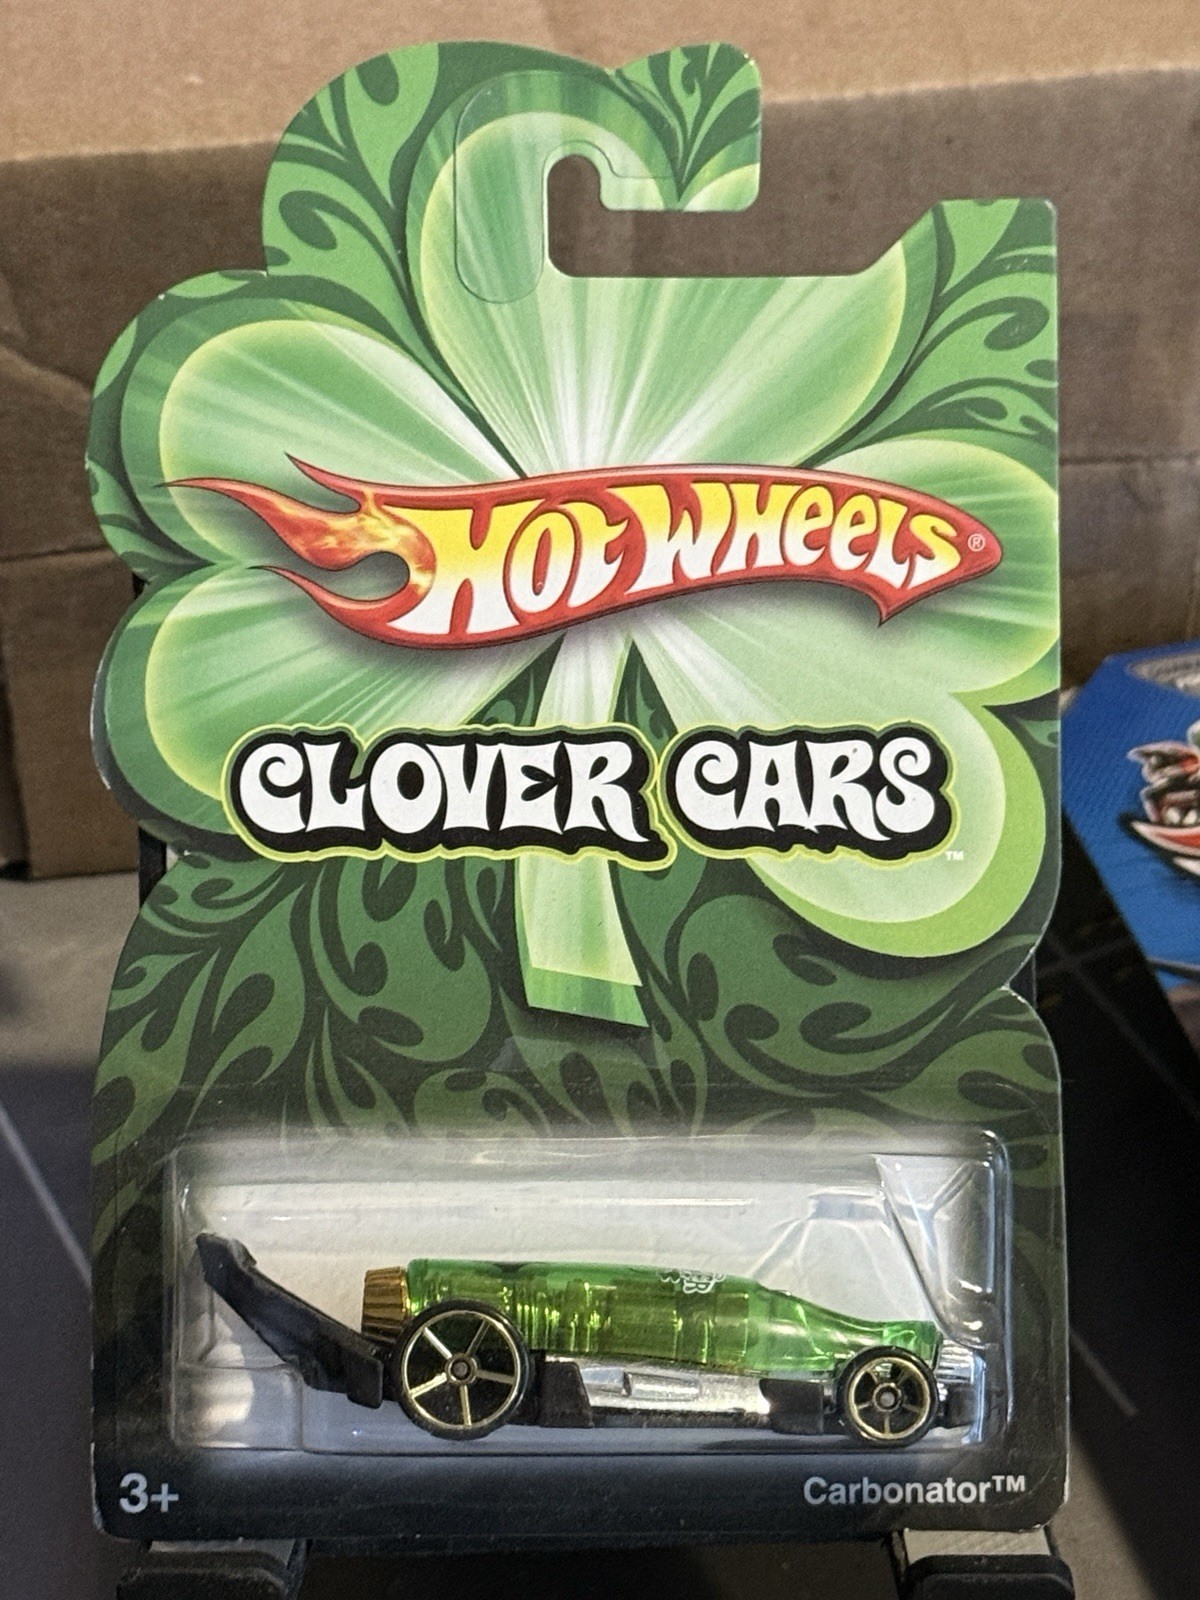 HOT WHEELS®
CLOVER CARS™
3+
Carbonator™